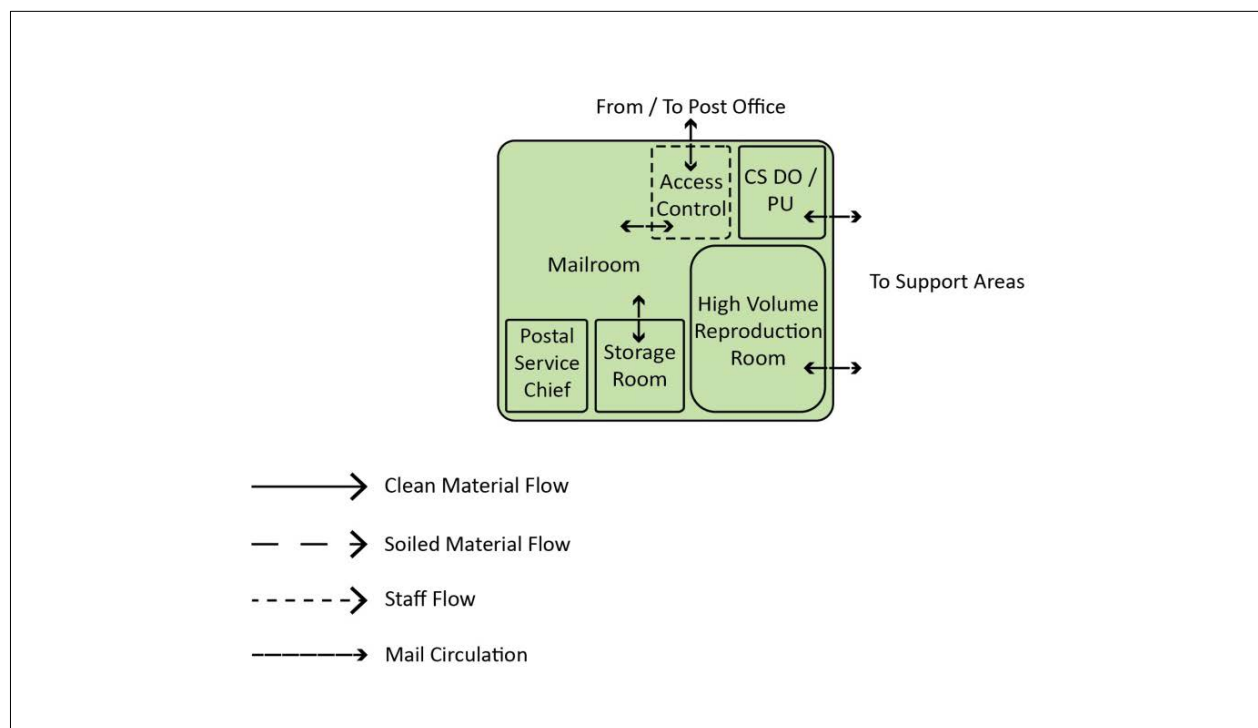 From / To Post Office
Access
Control
CS DO /
PU
Mailroom
To Support Areas
High Volume
Reproduction
Room
Postal
Service
Chief
Storage
Room
Clean Material Flow
Soiled Material Flow
Staff Flow
Mail Circulation